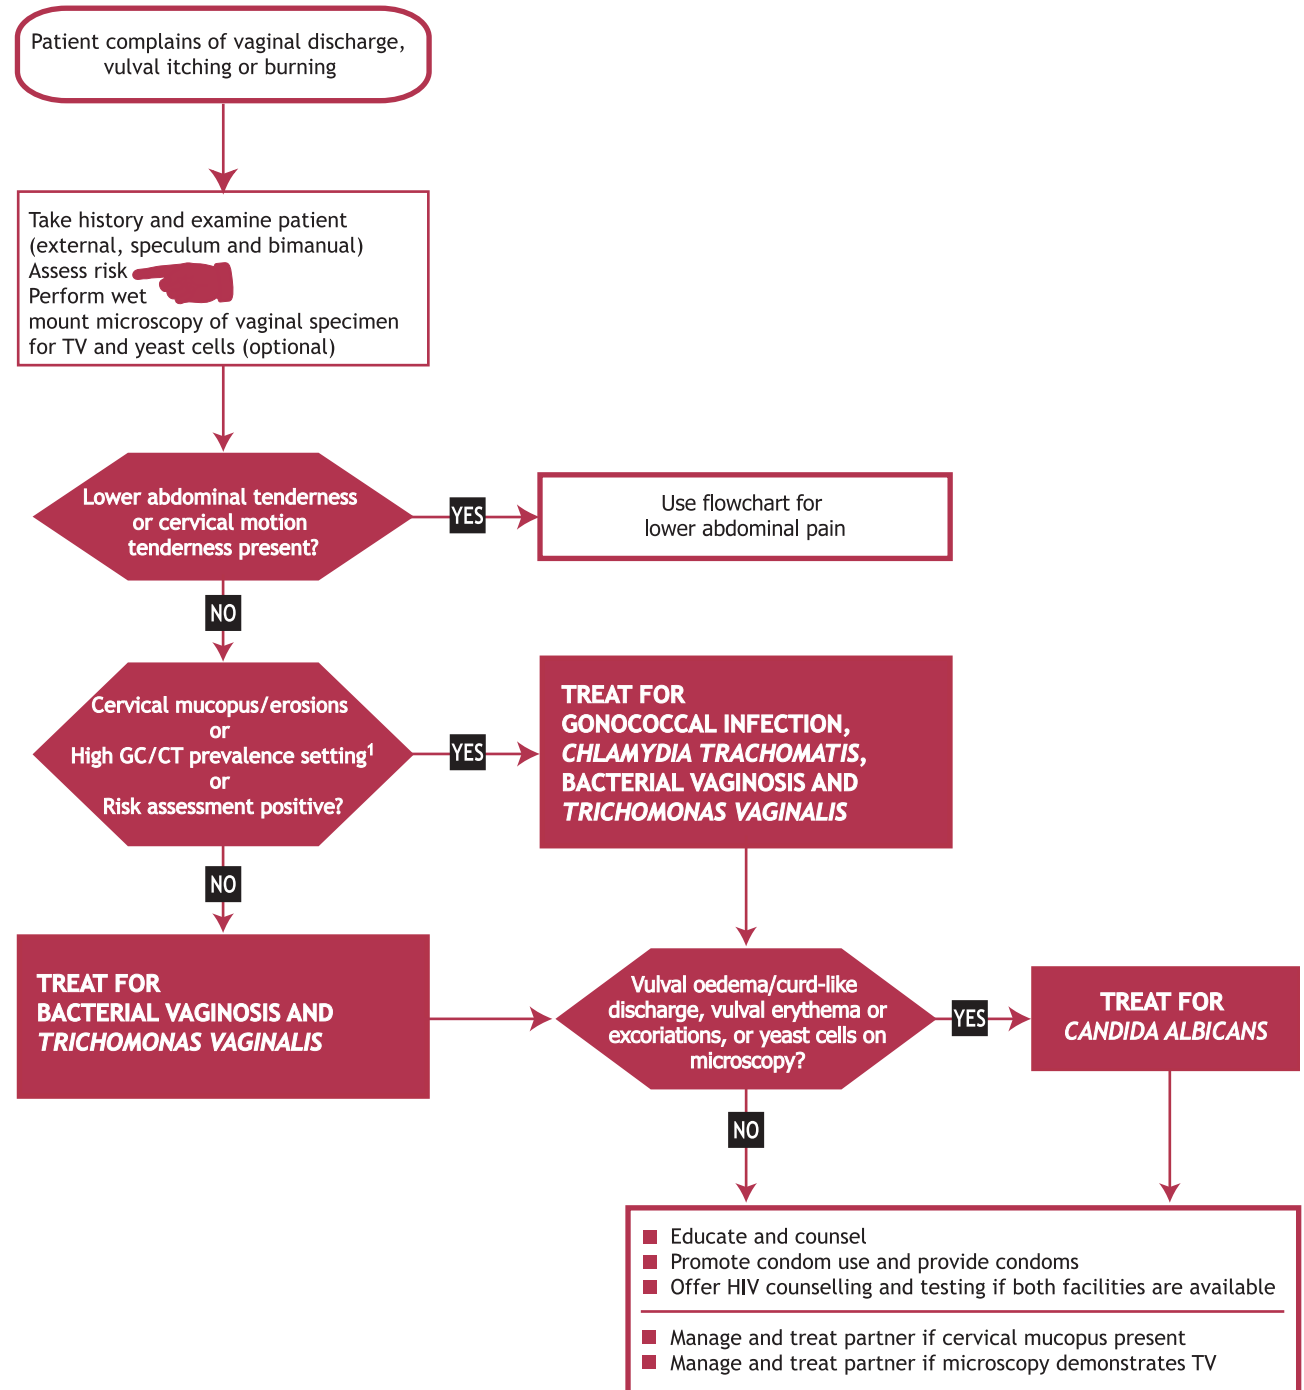 Patient complains of vaginal discharge,
vulval itching or burning
Take history and examine patient
(external, speculum and bimanual)
Assess risk
Perform wet
mount microscopy of vaginal specimen
for TV and yeast cells (optional)
Lower abdominal tenderness
or cervical motion
tenderness present?
YES
Use flowchart for
lower abdominal pain
NO
Cervical mucopus/erosions
or
High GC/CT prevalence setting¹
or
Risk assessment positive?
YES
TREAT FOR
GONOCOCCAL INFECTION,
CHLAMYDIA TRACHOMATIS,
BACTERIAL VAGINOSIS AND
TRICHOMONAS VAGINALIS
NO
TREAT FOR
BACTERIAL VAGINOSIS AND
TRICHOMONAS VAGINALIS
Vulval oedema/curd-like
discharge, vulval erythema or
excoriations, or yeast cells on
microscopy?
YES
TREAT FOR
CANDIDA ALBICANS
NO
■ Educate and counsel
■ Promote condom use and provide condoms
■ Offer HIV counselling and testing if both facilities are available
■ Manage and treat partner if cervical mucopus present
■ Manage and treat partner if microscopy demonstrates TV